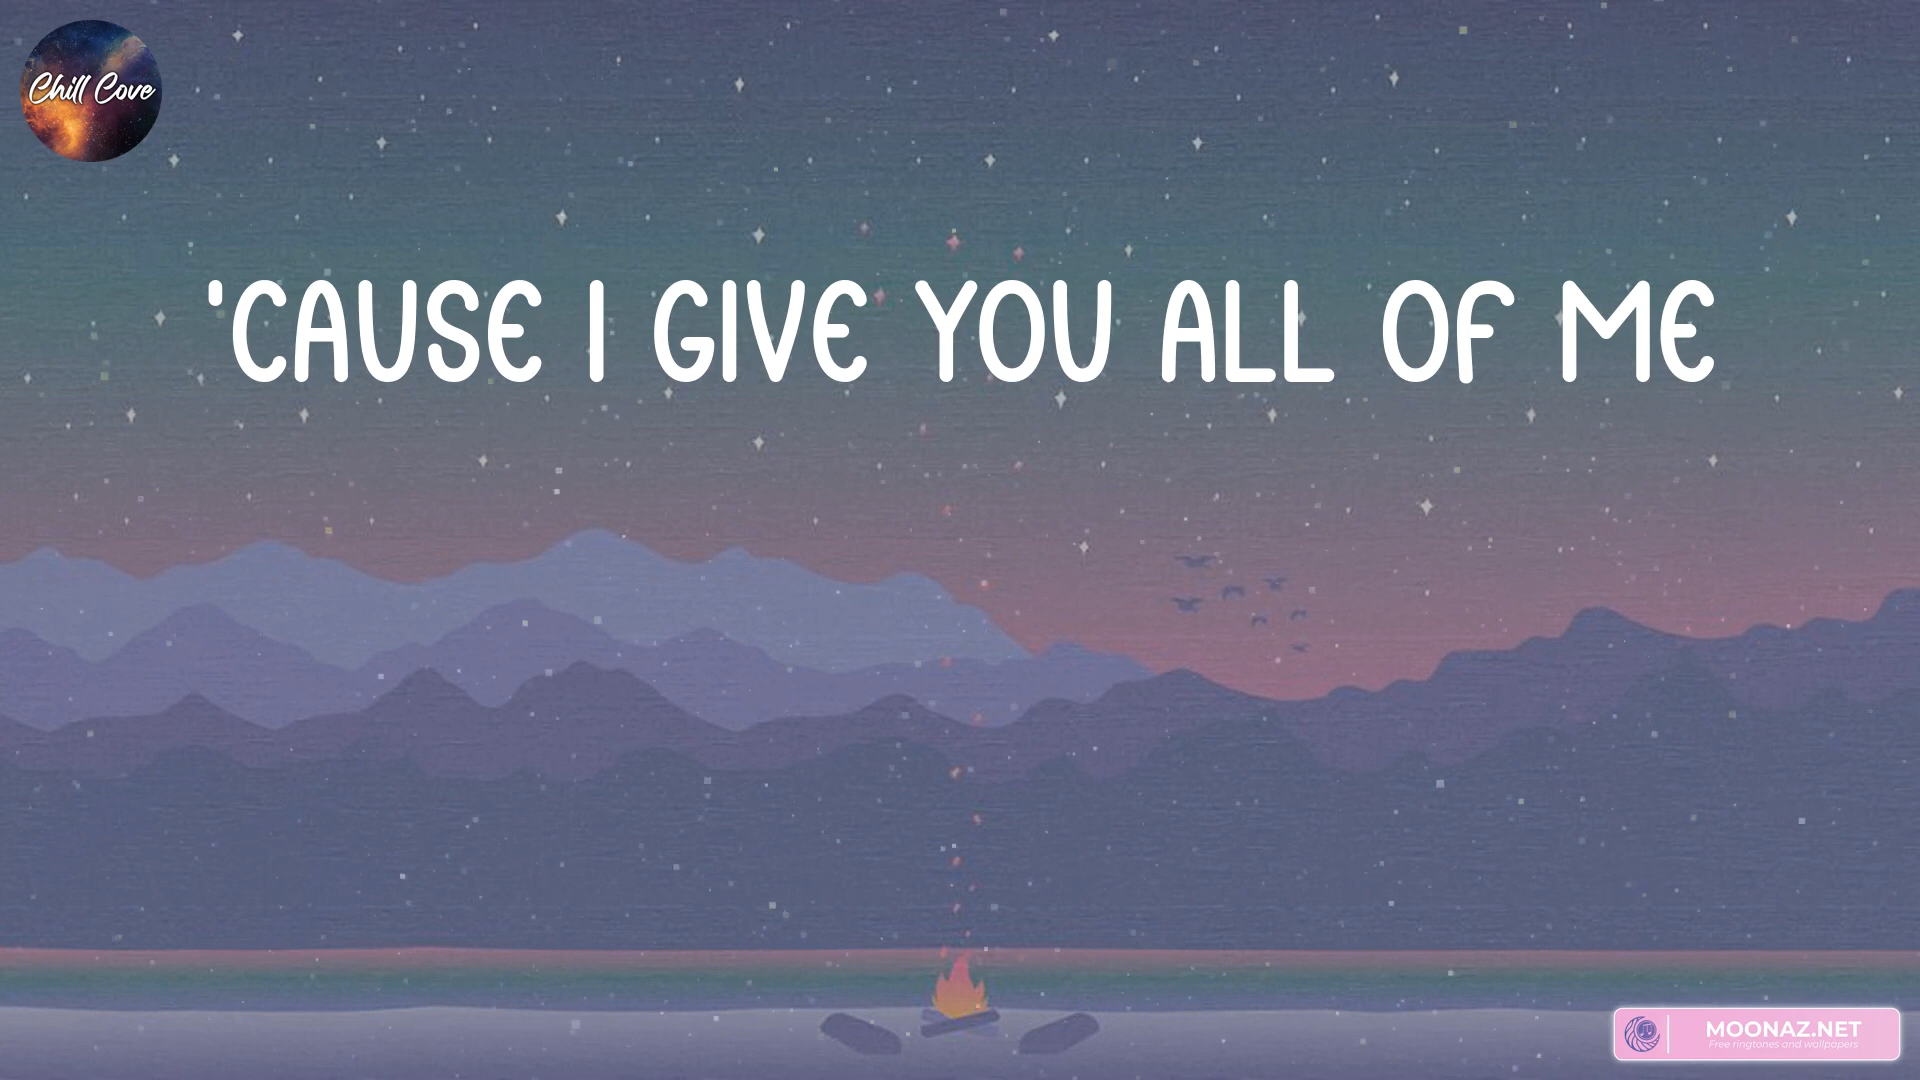 Chill Cove
'CAUSE I GIVE YOU ALL OF ME
MOONAZ.NET
Free ringtones and wallpapers